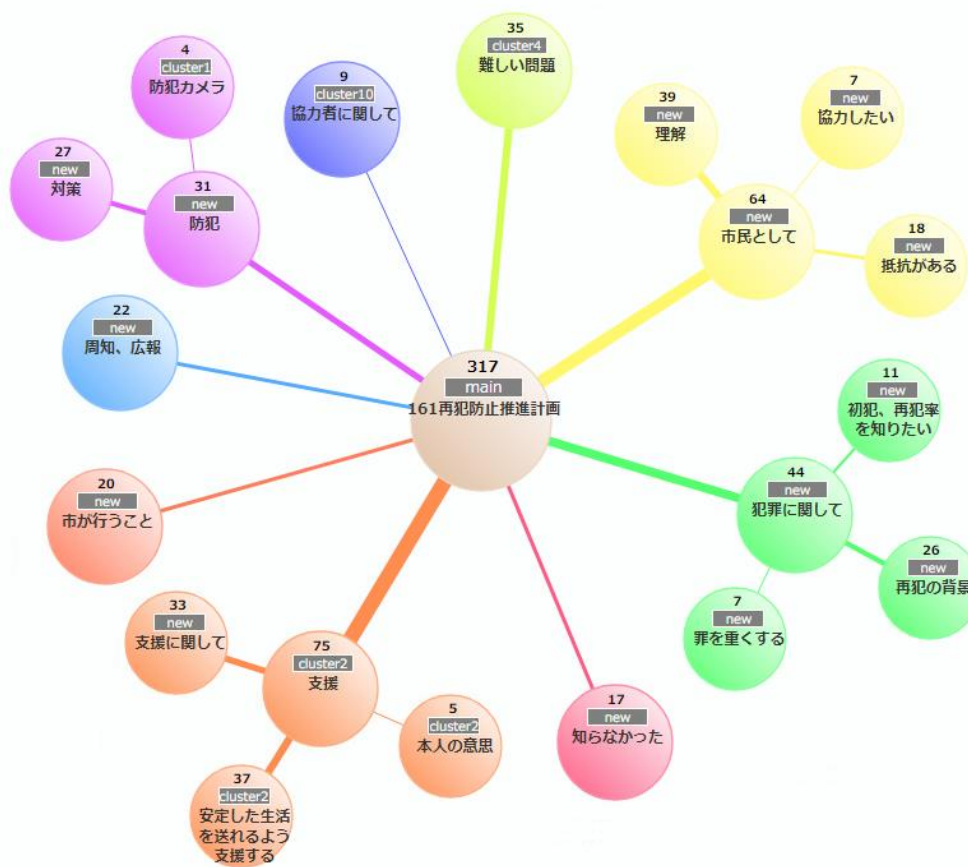 35
cluster4
難しい問題
4
cluster1
防犯カメラ
9
cluster10
協力者に関して
39
new
理解
7
new
協力したい
27
new
対策
31
new
防犯
64
new
市民として
18
new
抵抗がある
22
new
周知、広報
317
main
161再犯防止推進計画
11
new
初犯、再犯率
を知りたい
20
new
市が行うこと
44
new
犯罪に関して
26
new
再犯の背景
33
new
支援に関して
75
cluster2
支援
7
new
罪を重くする
5
cluster2
本人の意思
17
new
知らなかった
37
cluster2
安定した生活
を送れるよう
支援する